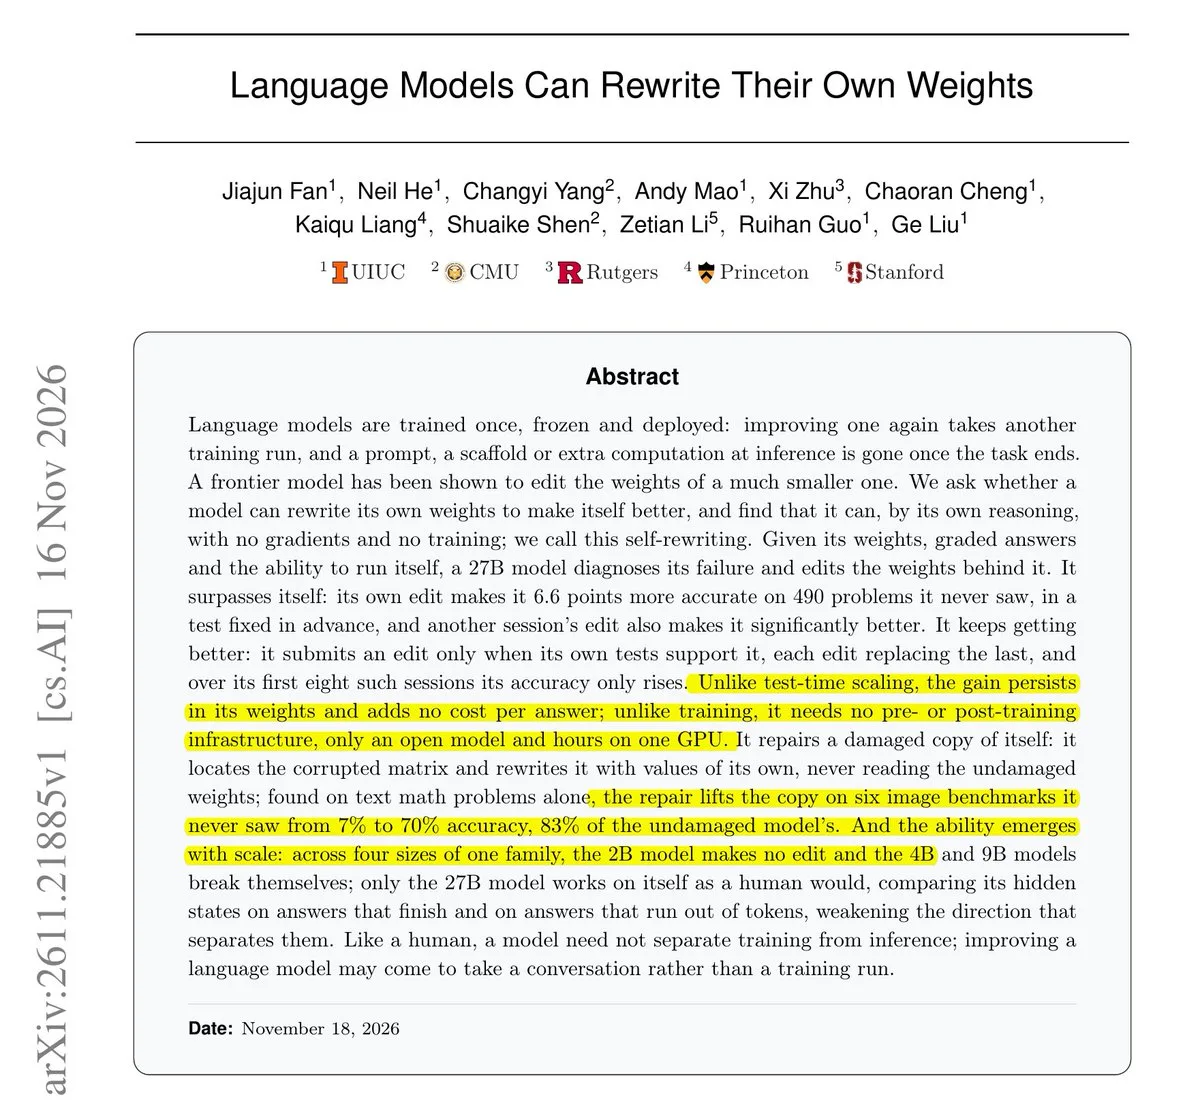 Language Models Can Rewrite Their Own Weights
Jiajun Fan1, Neil He1, Changyi Yang2, Andy Mao1, Xi Zhu3, Chaoran Cheng1,
Kaiqu Liang4, Shuaike Shen2, Zetian Li5, Ruihan Guo1, Ge Liu1
1 UIUC 2 CMU 3 Rutgers 4 Princeton 5 Stanford
arXiv:2611.21885v1 [cs.AI] 16 Nov 2026
Abstract
Language models are trained once, frozen and deployed: improving one again takes another
training run, and a prompt, a scaffold or extra computation at inference is gone once the task ends.
A frontier model has been shown to edit the weights of a much smaller one. We ask whether a
model can rewrite its own weights to make itself better, and find that it can, by its own reasoning,
with no gradients and no training; we call this self-rewriting. Given its weights, graded answers
and the ability to run itself, a 27B model diagnoses its failure and edits the weights behind it. It
surpasses itself: its own edit makes it 6.6 points more accurate on 490 problems it never saw, in a
test fixed in advance, and another session's edit also makes it significantly better. It keeps getting
better: it submits an edit only when its own tests support it, each edit replacing the last, and
over its first eight such sessions its accuracy only rises. Unlike test-time scaling, the gain persists
in its weights and adds no cost per answer; unlike training, it needs no pre- or post-training
infrastructure, only an open model and hours on one GPU. It repairs a damaged copy of itself: it
locates the corrupted matrix and rewrites it with values of its own, never reading the undamaged
weights; found on text math problems alone, the repair lifts the copy on six image benchmarks it
never saw from 7% to 70% accuracy, 83% of the undamaged model's. And the ability emerges
with scale: across four sizes of one family, the 2B model makes no edit and the 4B and 9B models
break themselves; only the 27B model works on itself as a human would, comparing its hidden
states on answers that finish and on answers that run out of tokens, weakening the direction that
separates them. Like a human, a model need not separate training from inference; improving a
language model may come to take a conversation rather than a training run.
Date: November 18, 2026